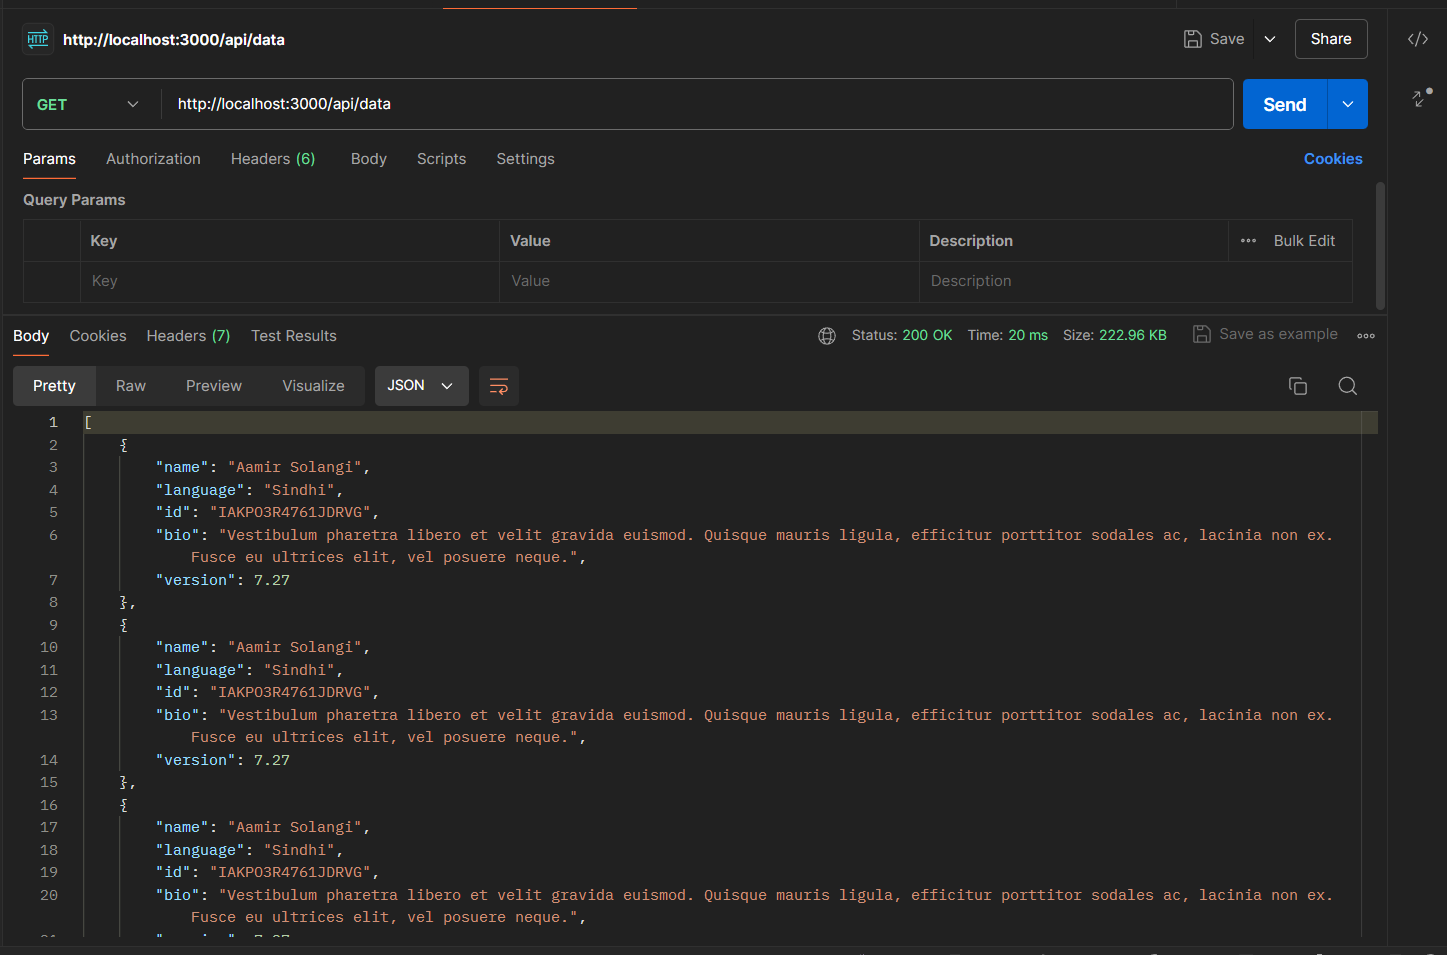 HTTP http://localhost:3000/api/data Save Share
GET http://localhost:3000/api/data Send
Params Authorization Headers (6) Body Scripts Settings Cookies
Query Params
Key Value Description Bulk Edit
Key Value Description
Body Cookies Headers (7) Test Results Status: 200 OK Time: 20 ms Size: 222.96 KB Save as example
Pretty Raw Preview Visualize JSON
1 [
2 {
3 "name": "Aamir Solangi",
4 "language": "Sindhi",
5 "id": "IAKPO3R4761JDRVG",
6 "bio": "Vestibulum pharetra libero et velit gravida euismod. Quisque mauris ligula, efficitur porttitor sodales ac, lacinia non ex.
Fusce eu ultrices elit, vel posuere neque.",
7 "version": 7.27
8 },
9 {
10 "name": "Aamir Solangi",
11 "language": "Sindhi",
12 "id": "IAKPO3R4761JDRVG",
13 "bio": "Vestibulum pharetra libero et velit gravida euismod. Quisque mauris ligula, efficitur porttitor sodales ac, lacinia non ex.
Fusce eu ultrices elit, vel posuere neque.",
14 "version": 7.27
15 },
16 {
17 "name": "Aamir Solangi",
18 "language": "Sindhi",
19 "id": "IAKPO3R4761JDRVG",
20 "bio": "Vestibulum pharetra libero et velit gravida euismod. Quisque mauris ligula, efficitur porttitor sodales ac, lacinia non ex.
Fusce eu ultrices elit, vel posuere neque.",